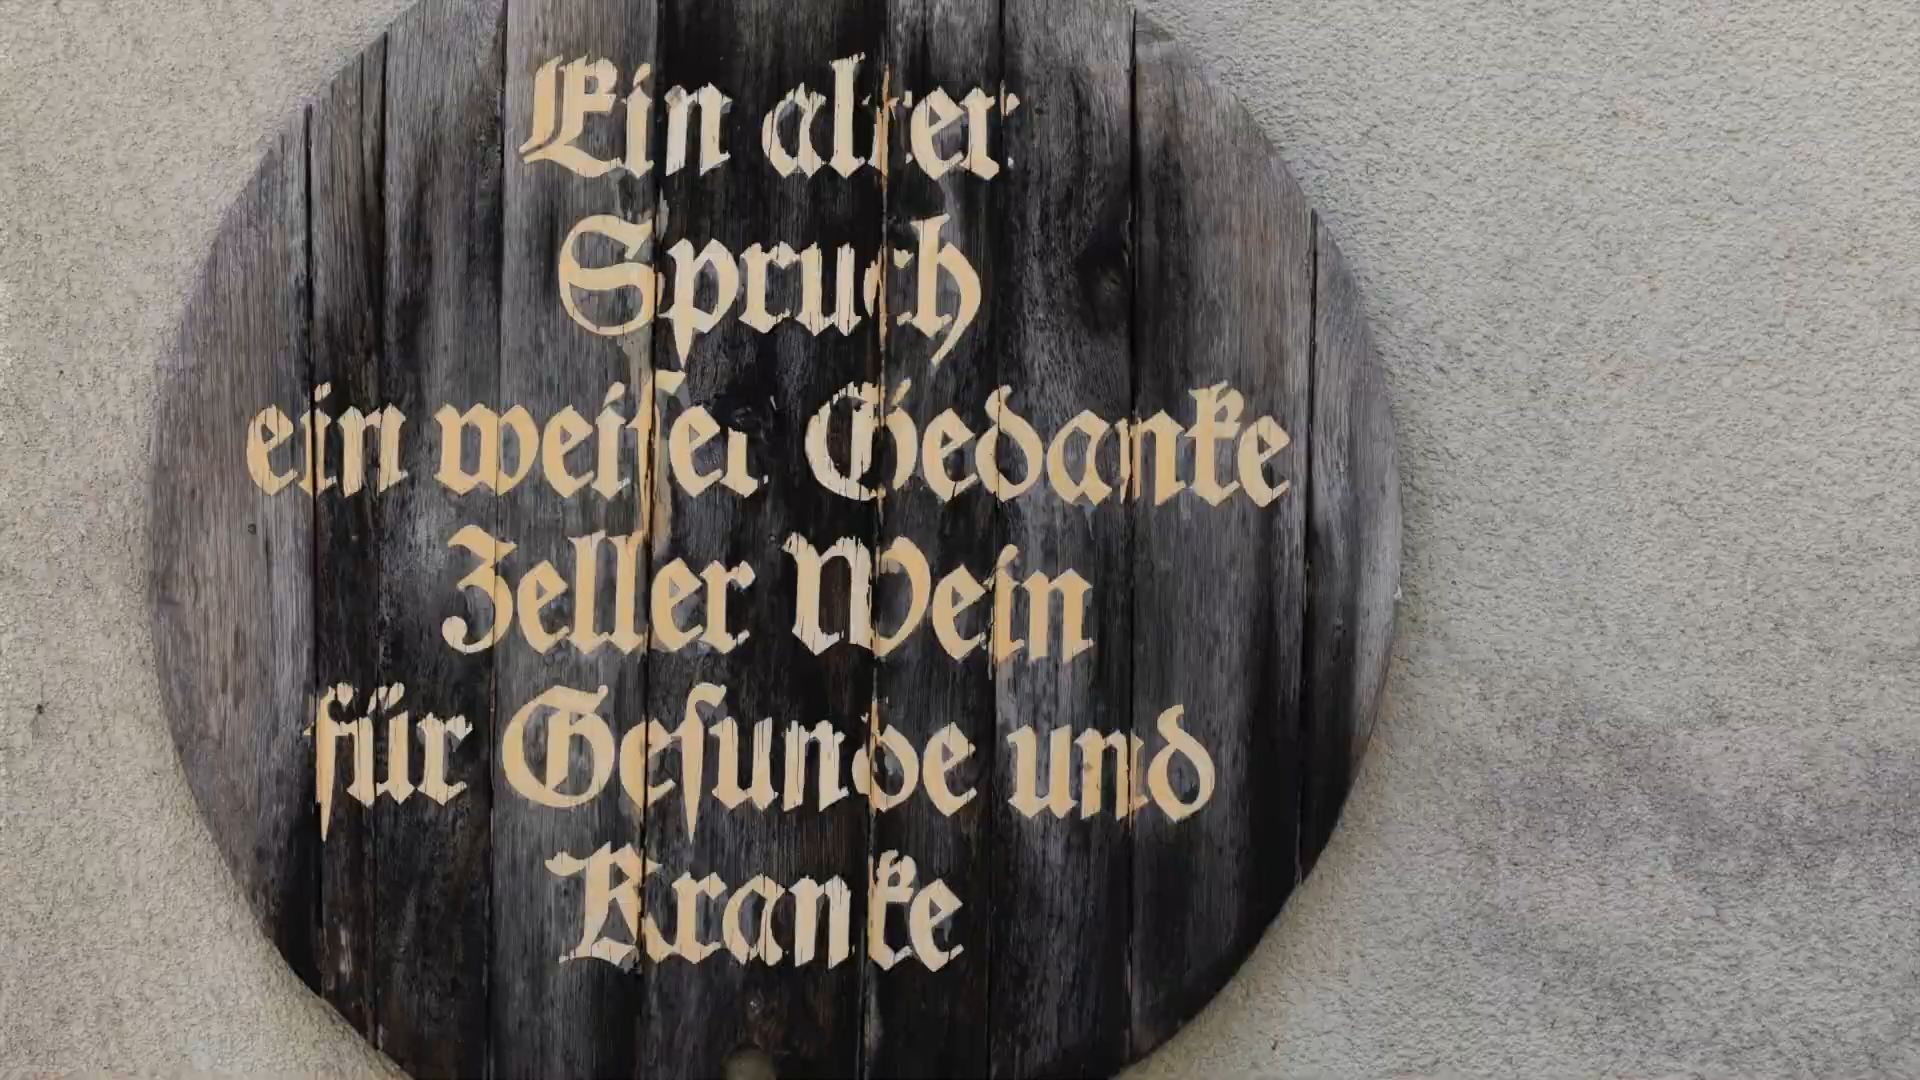 Ein alter
Spruch
ein weiſer Gedanke
Zeller Wein
für Geſunde und
Kranke